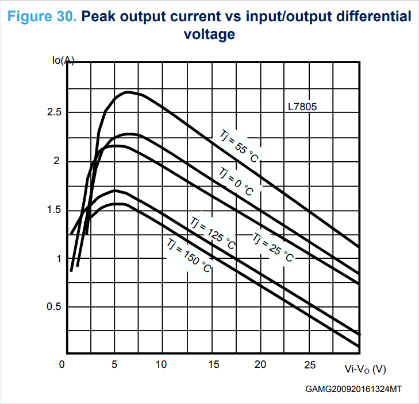 Figure 30. Peak output current vs input/output differential
voltage
Io(A)
L7805
2.5
Tj = 55 °C
2
Tj = 0 °C
1.5
Tj = 125 °C
Tj = 25 °C
Tj = 150 °C
1
0.5
0 5 10 15 20 25 Vi-Vo (V)
GAMG200920161324MT